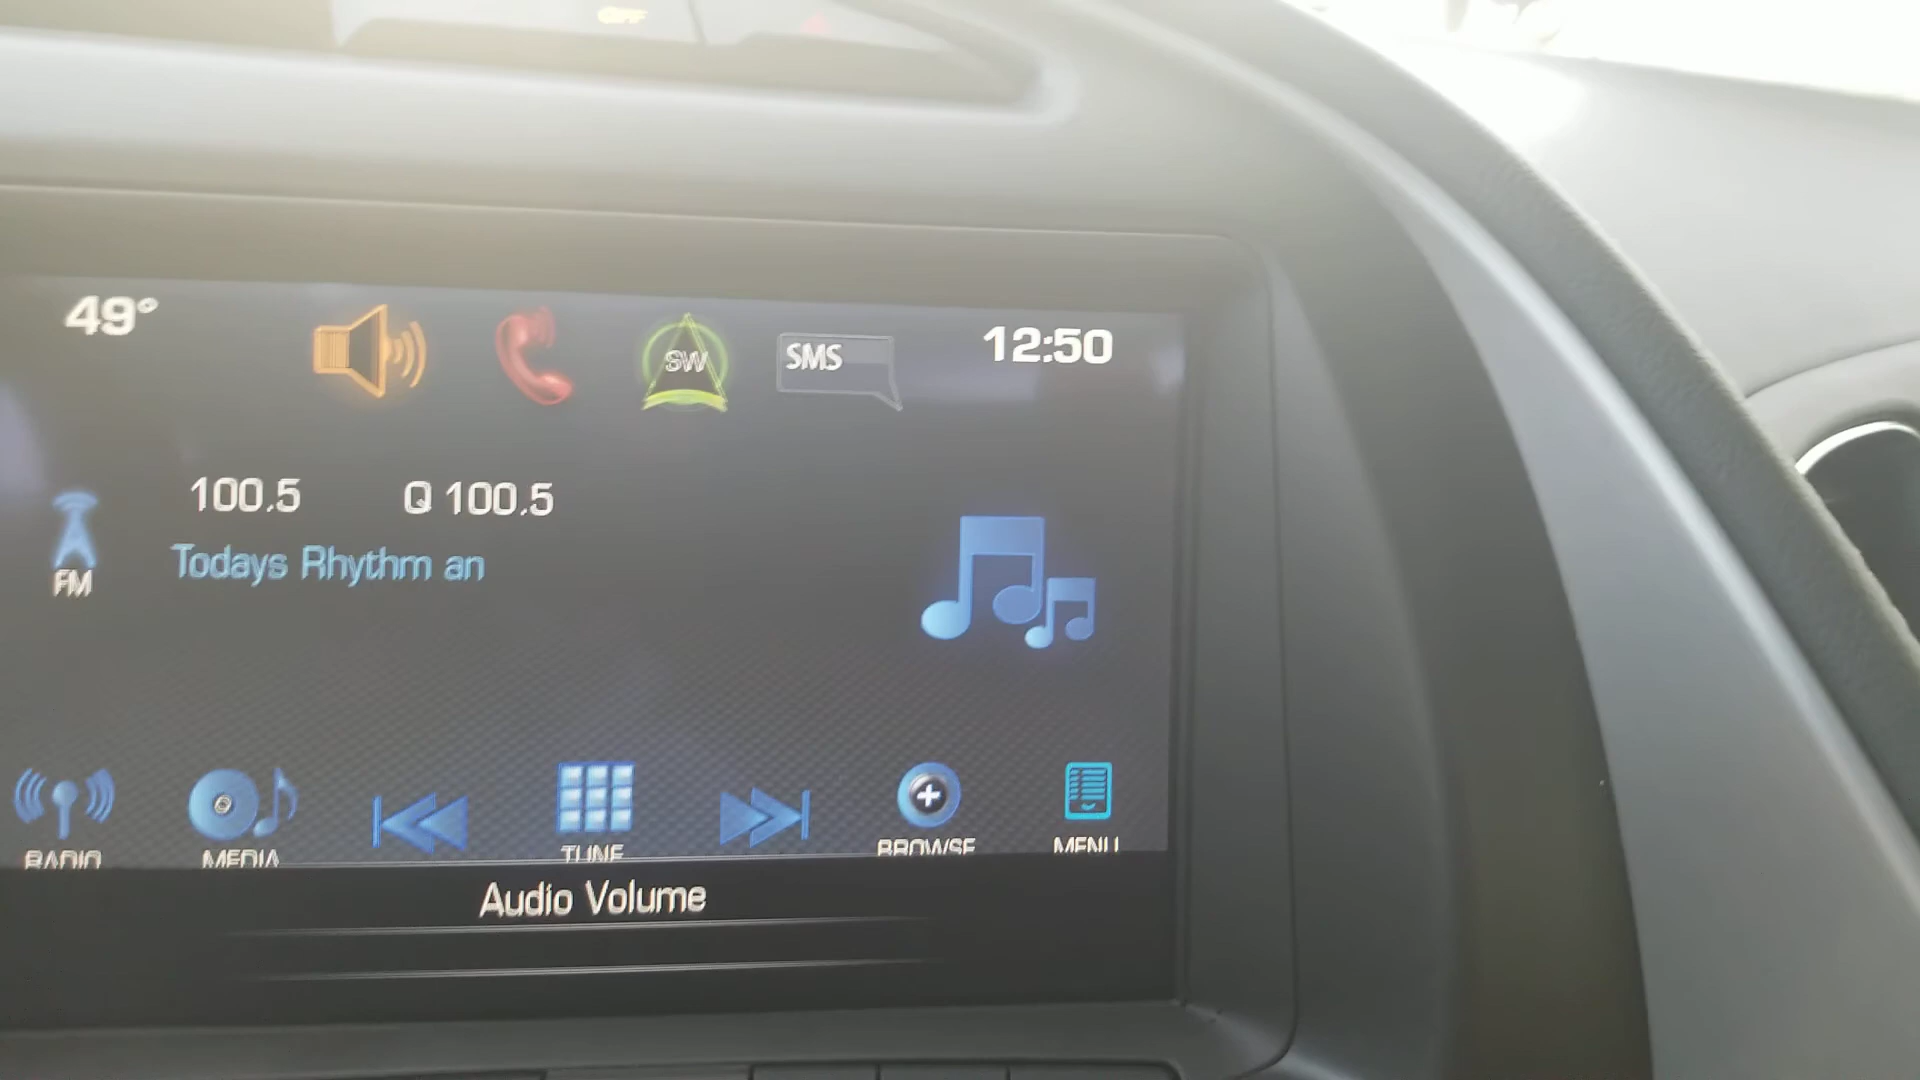 49° SW SMS 12:50
100.5 Q 100.5
FM
Todays Rhythm an
RADIO MEDIA TUNE BROWSE MENU
Audio Volume